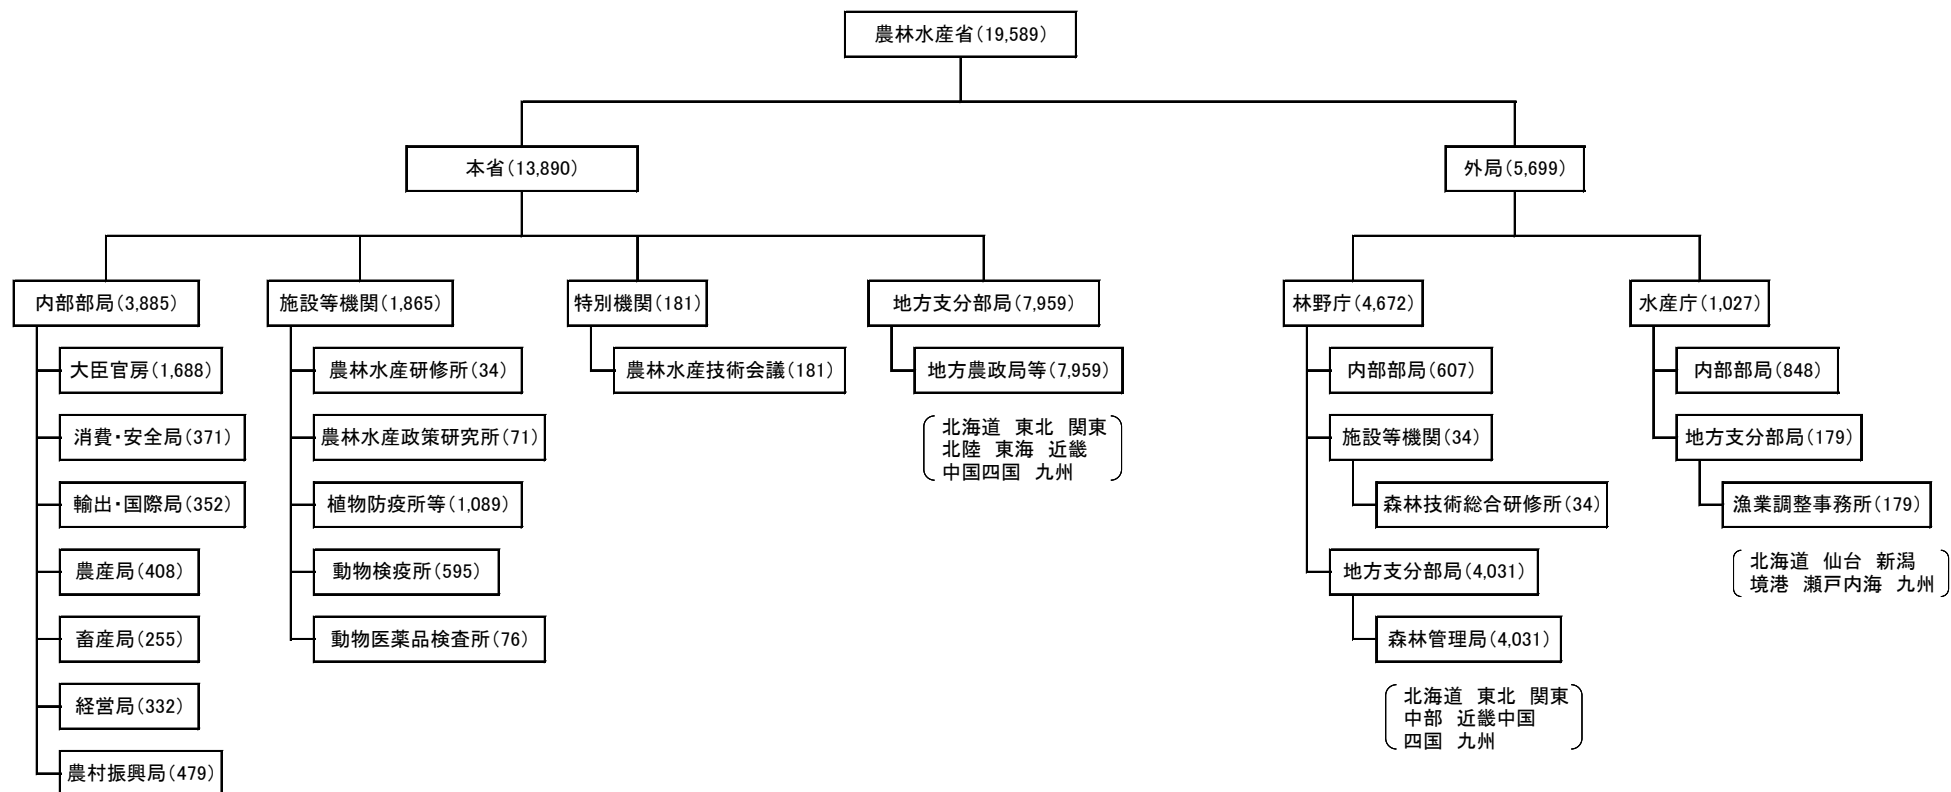 農林水産省(19,589)
本省(13,890)
外局(5,699)
内部部局(3,885)
施設等機関(1,865)
特別機関(181)
地方支分部局(7,959)
林野庁(4,672)
水産庁(1,027)
大臣官房(1,688)
農林水産研修所(34)
農林水産技術会議(181)
地方農政局等(7,959)
内部部局(607)
内部部局(848)
消費・安全局(371)
農林水産政策研究所(71)
北海道 東北 関東
北陸 東海 近畿
中国四国 九州
施設等機関(34)
地方支分部局(179)
輸出・国際局(352)
植物防疫所等(1,089)
森林技術総合研修所(34)
漁業調整事務所(179)
農産局(408)
動物検疫所(595)
地方支分部局(4,031)
北海道 仙台 新潟
境港 瀬戸内海 九州
畜産局(255)
動物医薬品検査所(76)
森林管理局(4,031)
経営局(332)
北海道 東北 関東
中部 近畿中国
四国 九州
農村振興局(479)